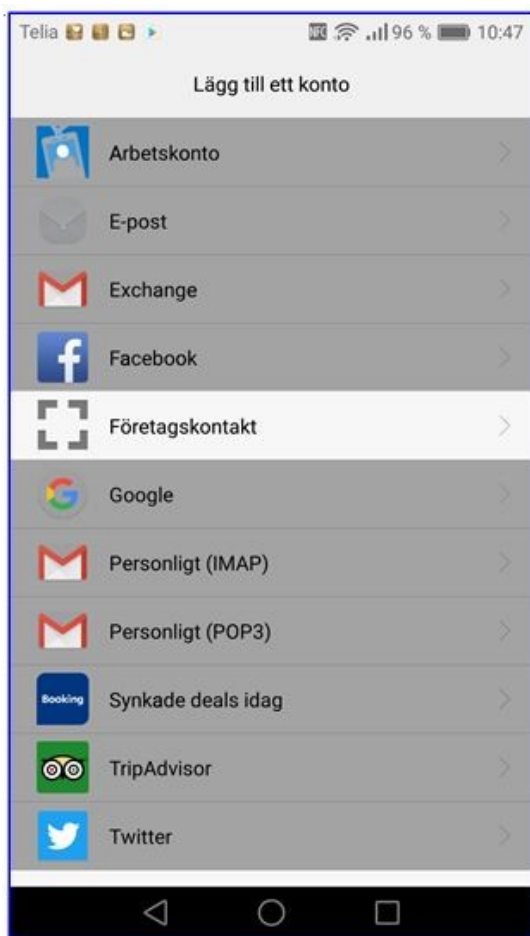 Telia NFC 96 % 10:47
Lägg till ett konto
Arbetskonto
E-post
Exchange
Facebook
Företagskontakt
Google
Personligt (IMAP)
Personligt (POP3)
Booking Synkade deals idag
TripAdvisor
Twitter